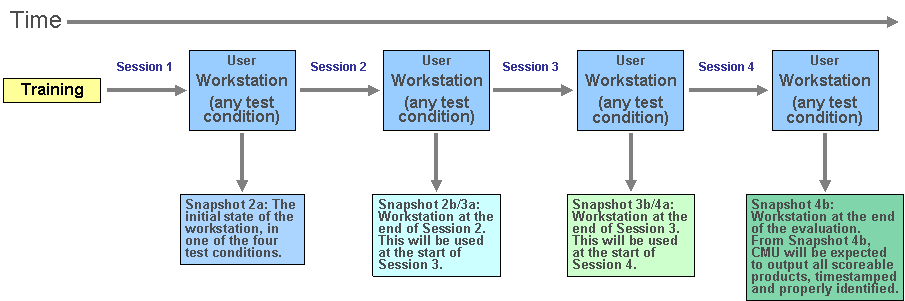 Time
Session 1
Session 2
Session 3
Session 4
Training
User
Workstation
(any test
condition)
User
Workstation
(any test
condition)
User
Workstation
(any test
condition)
User
Workstation
(any test
condition)
Snapshot 2a: The
initial state of the
workstation, in
one of the four
test conditions.
Snapshot 2b/3a:
Workstation at the
end of Session 2.
This will be used
at the start of
Session 3.
Snapshot 3b/4a:
Workstation at the
end of Session 3.
This will be used
at the start of
Session 4.
Snapshot 4b:
Workstation at the end
of the evaluation.
From Snapshot 4b,
CMU will be expected
to output all scoreable
products, timestamped
and properly identified.